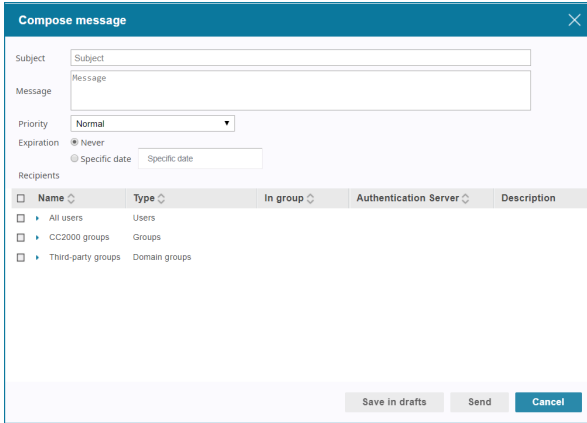 Compose message
Subject Subject
Message Message
Priority Normal
Expiration Never
Specific date Specific date
Recipients
Name Type In group Authentication Server Description
All users Users
CC2000 groups Groups
Third-party groups Domain groups
Save in drafts Send Cancel